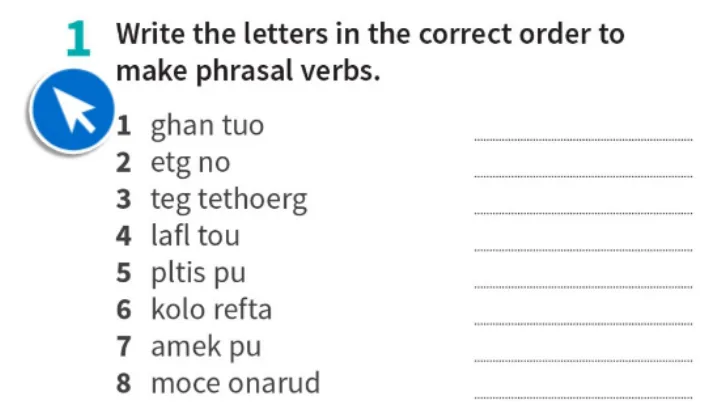 1 Write the letters in the correct order to
make phrasal verbs.
1 ghan tuo
2 etg no
3 teg tethoerg
4 lafl tou
5 pltis pu
6 kolo refta
7 amek pu
8 moce onarud